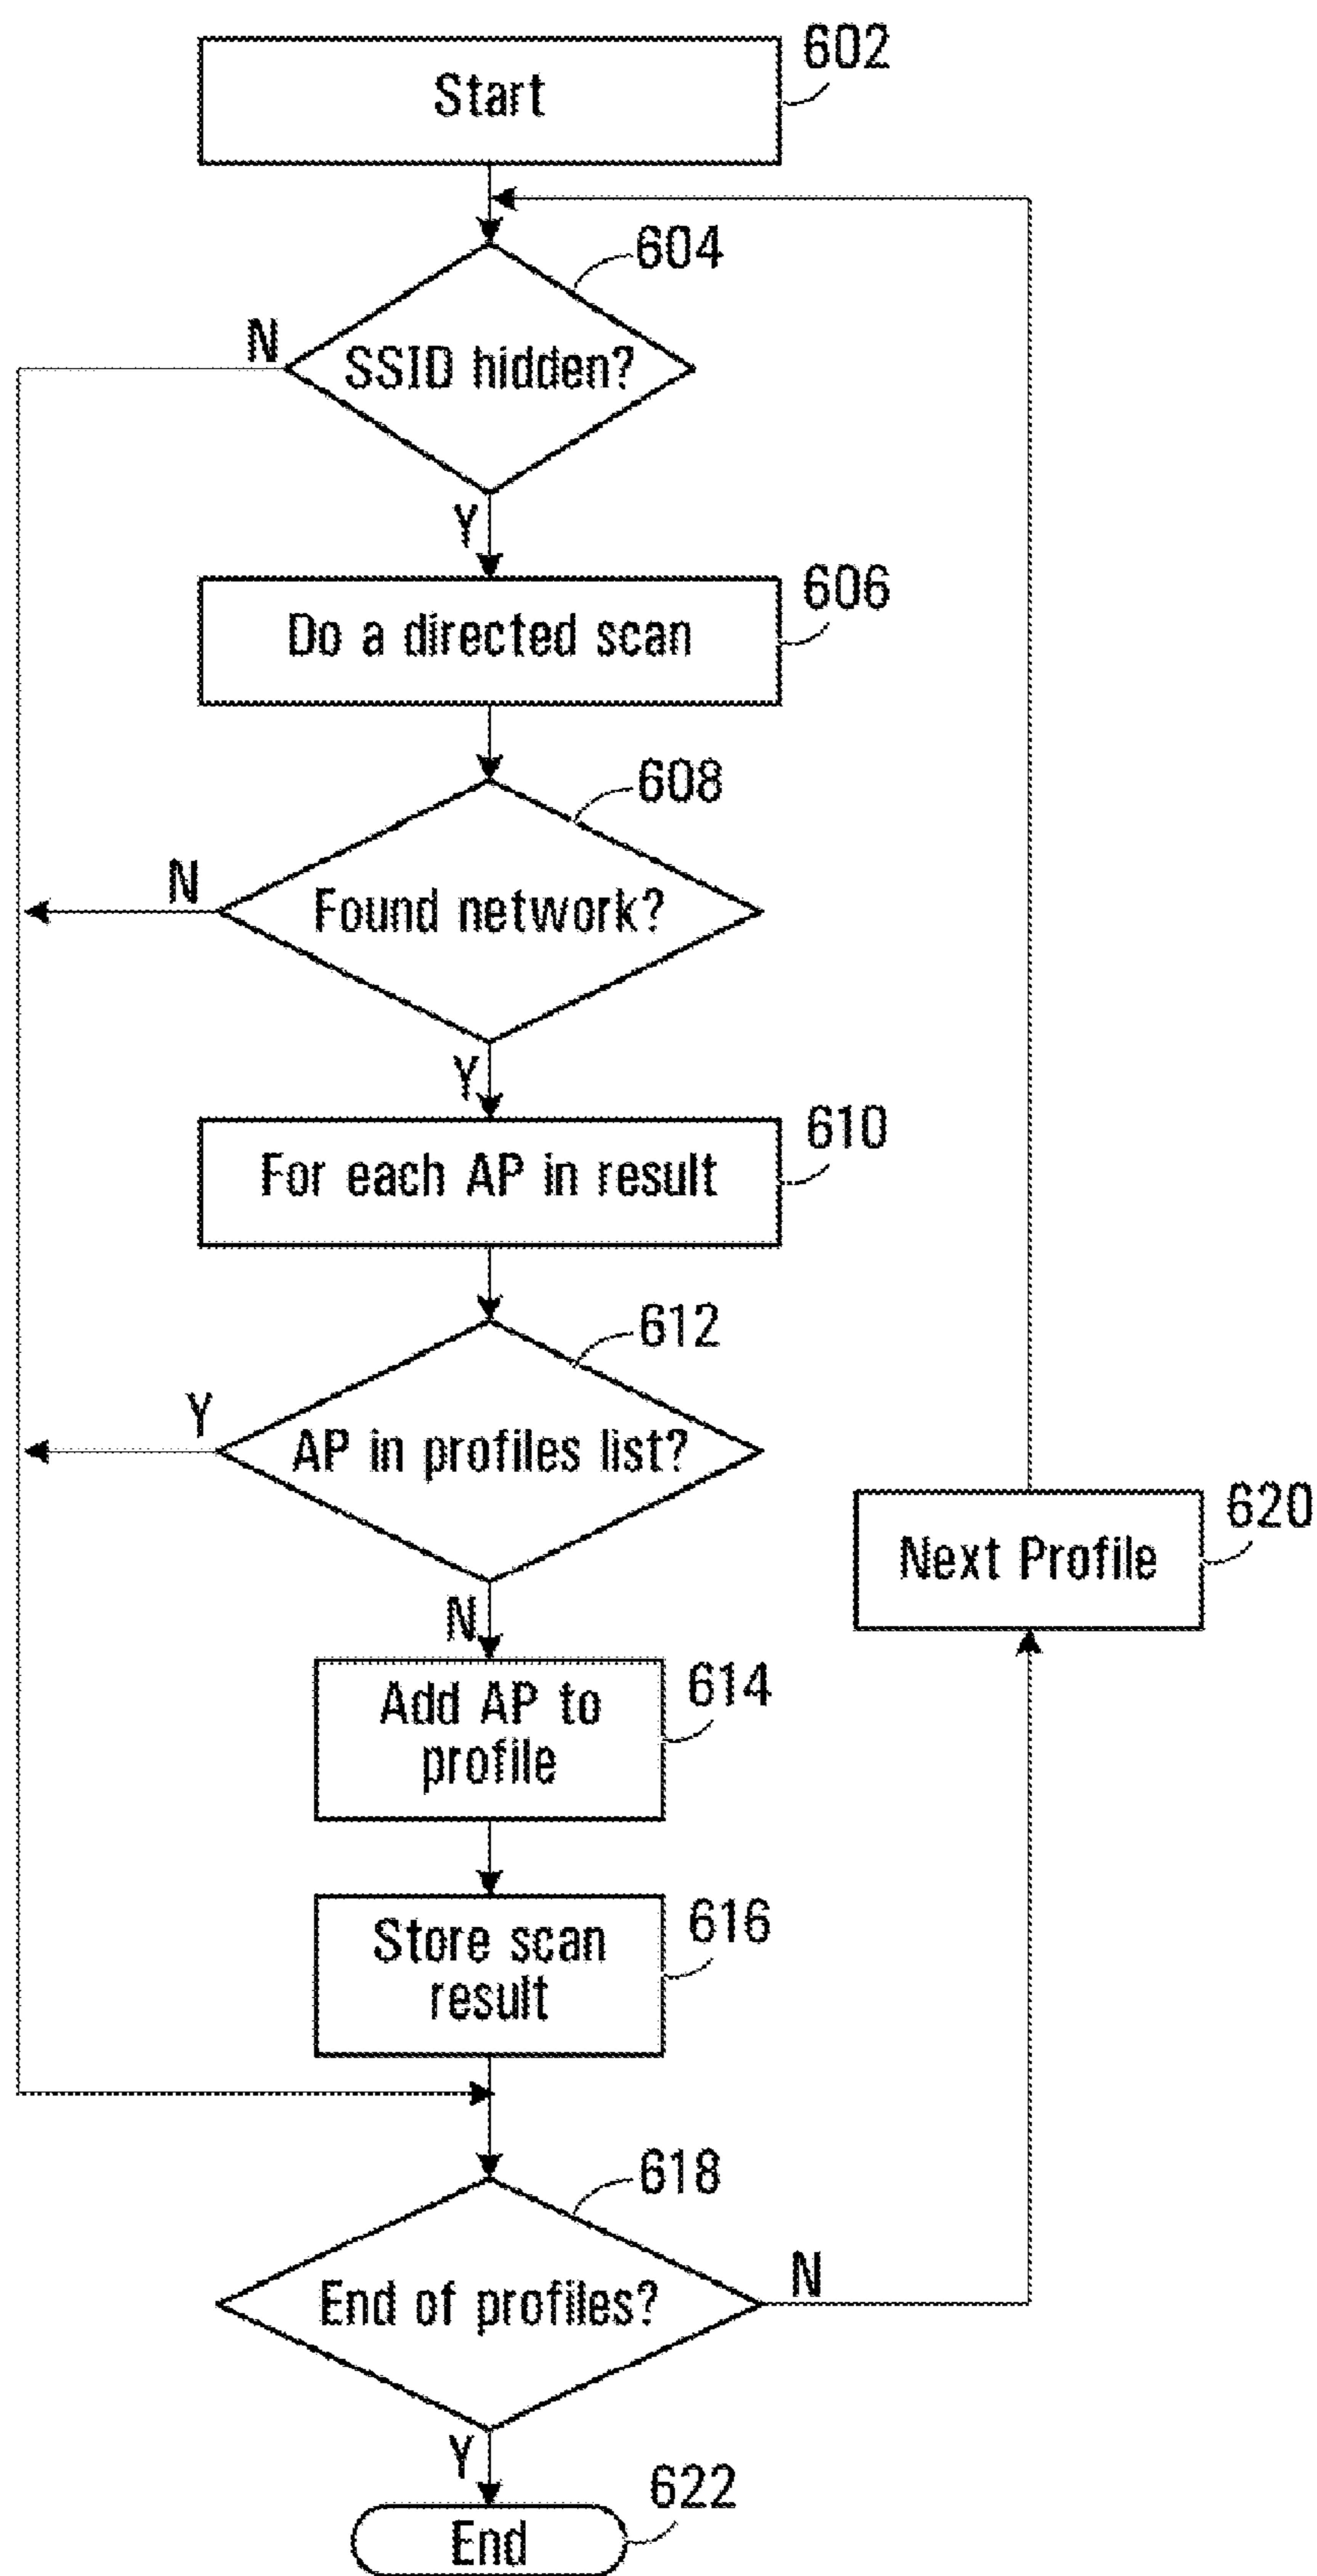 Start
602
604
N
SSID hidden?
Y
Do a directed scan
606
608
N
Found network?
Y
For each AP in result
610
612
Y
AP in profiles list?
N
Next Profile
620
Add AP to
profile
614
Store scan
result
616
618
End of profiles?
N
Y
622
End